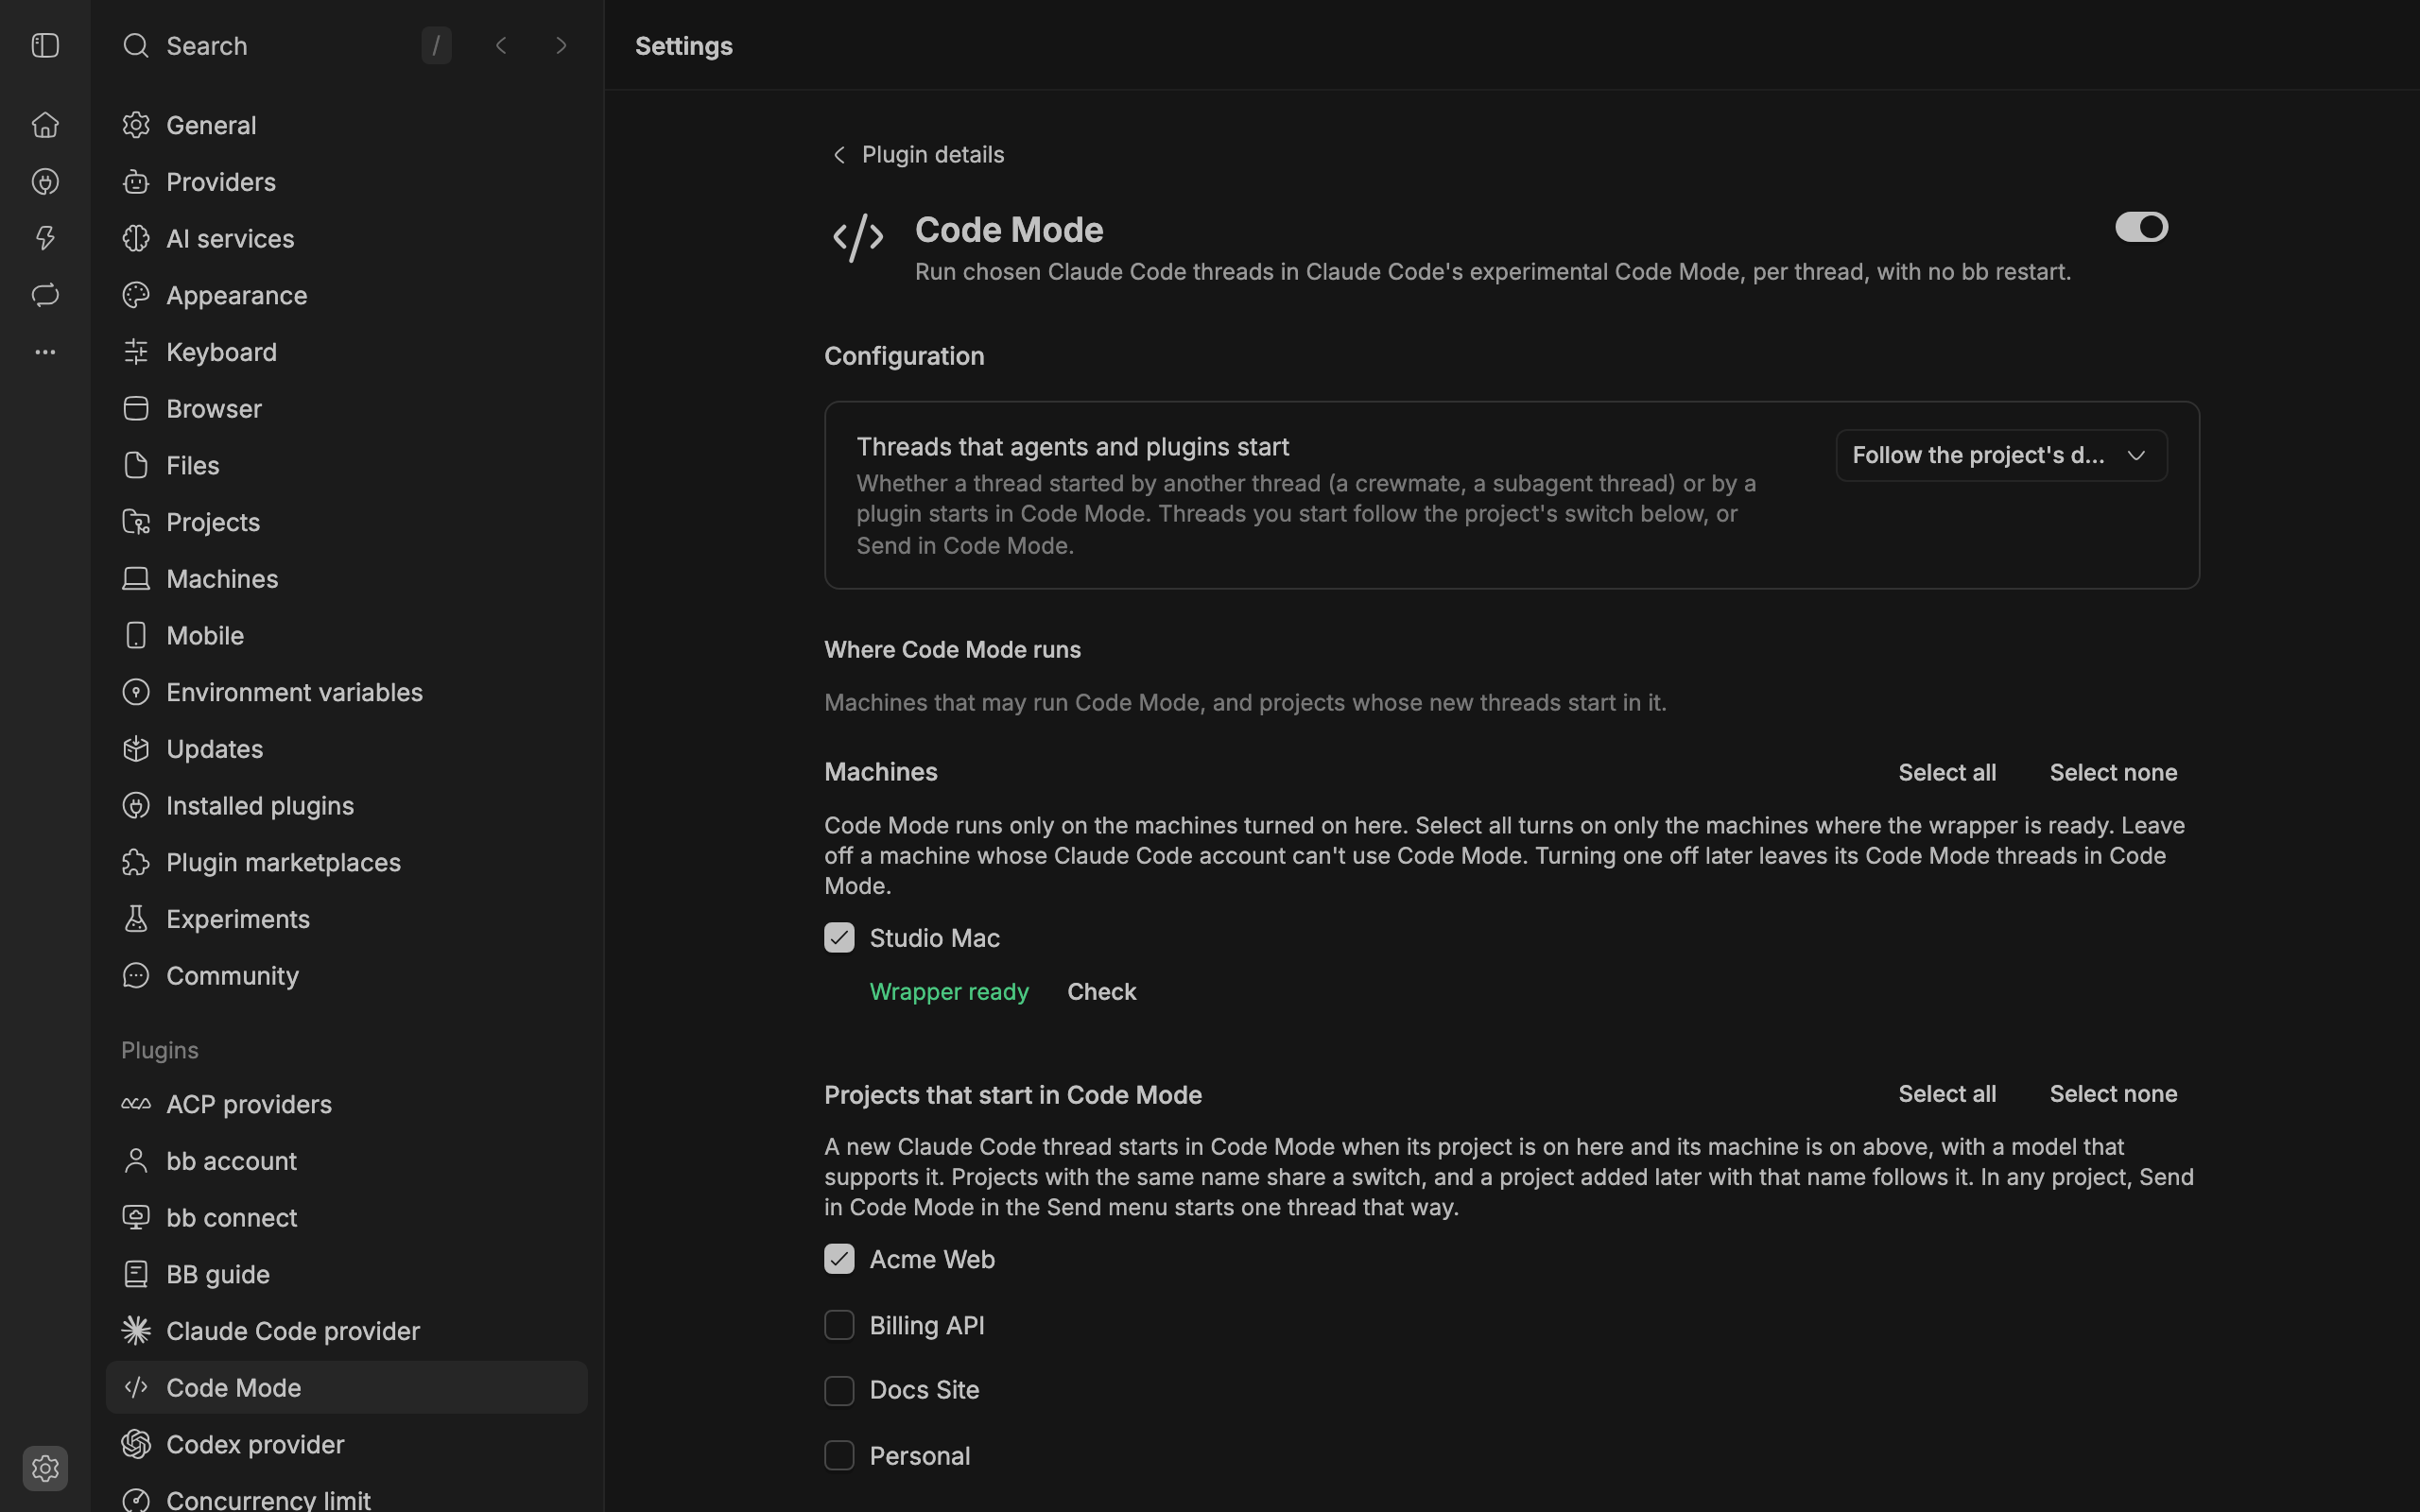 Search /
General
Providers
AI services
Appearance
Keyboard
Browser
Files
Projects
Machines
Mobile
Environment variables
Updates
Installed plugins
Plugin marketplaces
Experiments
Community
Plugins
ACP providers
bb account
bb connect
BB guide
Claude Code provider
Code Mode
Codex provider
Concurrency limit
Settings
Plugin details
Code Mode
Run chosen Claude Code threads in Claude Code's experimental Code Mode, per thread, with no bb restart.
Configuration
Threads that agents and plugins start
Follow the project's d...
Whether a thread started by another thread (a crewmate, a subagent thread) or by a
plugin starts in Code Mode. Threads you start follow the project's switch below, or
Send in Code Mode.
Where Code Mode runs
Machines that may run Code Mode, and projects whose new threads start in it.
Machines Select all Select none
Code Mode runs only on the machines turned on here. Select all turns on only the machines where the wrapper is ready. Leave
off a machine whose Claude Code account can't use Code Mode. Turning one off later leaves its Code Mode threads in Code
Mode.
Studio Mac
Wrapper ready Check
Projects that start in Code Mode Select all Select none
A new Claude Code thread starts in Code Mode when its project is on here and its machine is on above, with a model that
supports it. Projects with the same name share a switch, and a project added later with that name follows it. In any project, Send
in Code Mode in the Send menu starts one thread that way.
Acme Web
Billing API
Docs Site
Personal